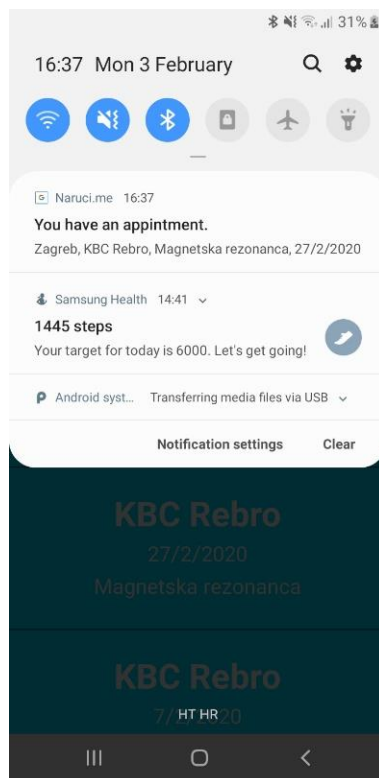 31%
16:37 Mon 3 February
Naruci.me 16:37
You have an appintment.
Zagreb, KBC Rebro, Magnetska rezonanca, 27/2/2020
Samsung Health 14:41
1445 steps
Your target for today is 6000. Let's get going!
Android syst... Transferring media files via USB
Notification settings Clear
KBC Rebro
27/2/2020
Magnetska rezonanca
KBC Rebro
HT HR